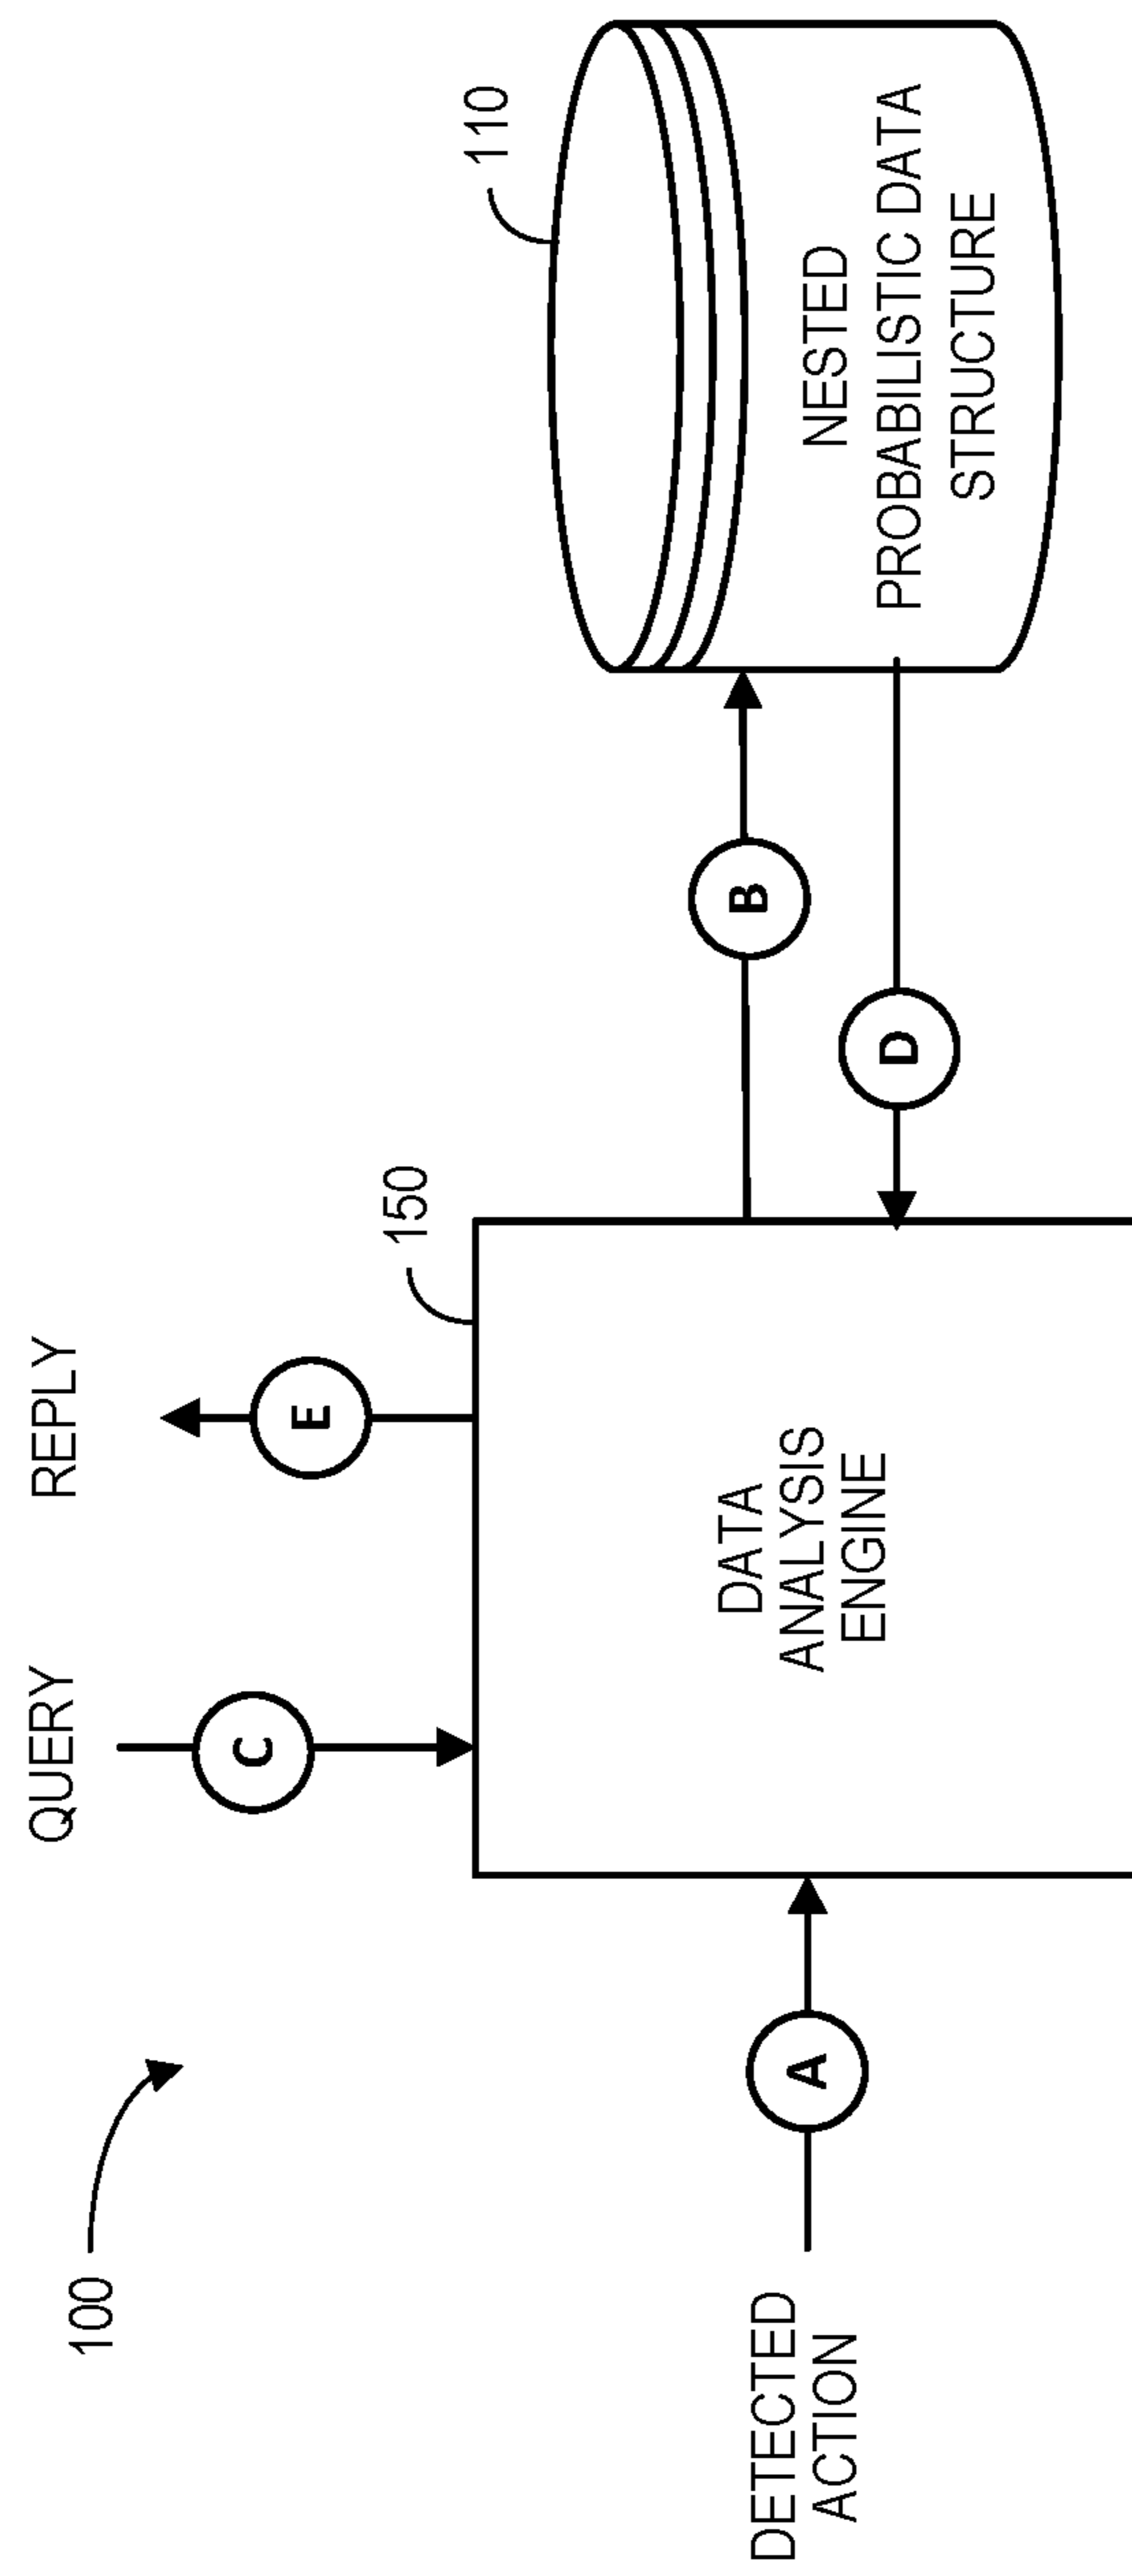 100
QUERY
REPLY
C
E
150
110
DETECTED
ACTION
A
DATA
ANALYSIS
ENGINE
B
D
NESTED
PROBABILISTIC DATA
STRUCTURE